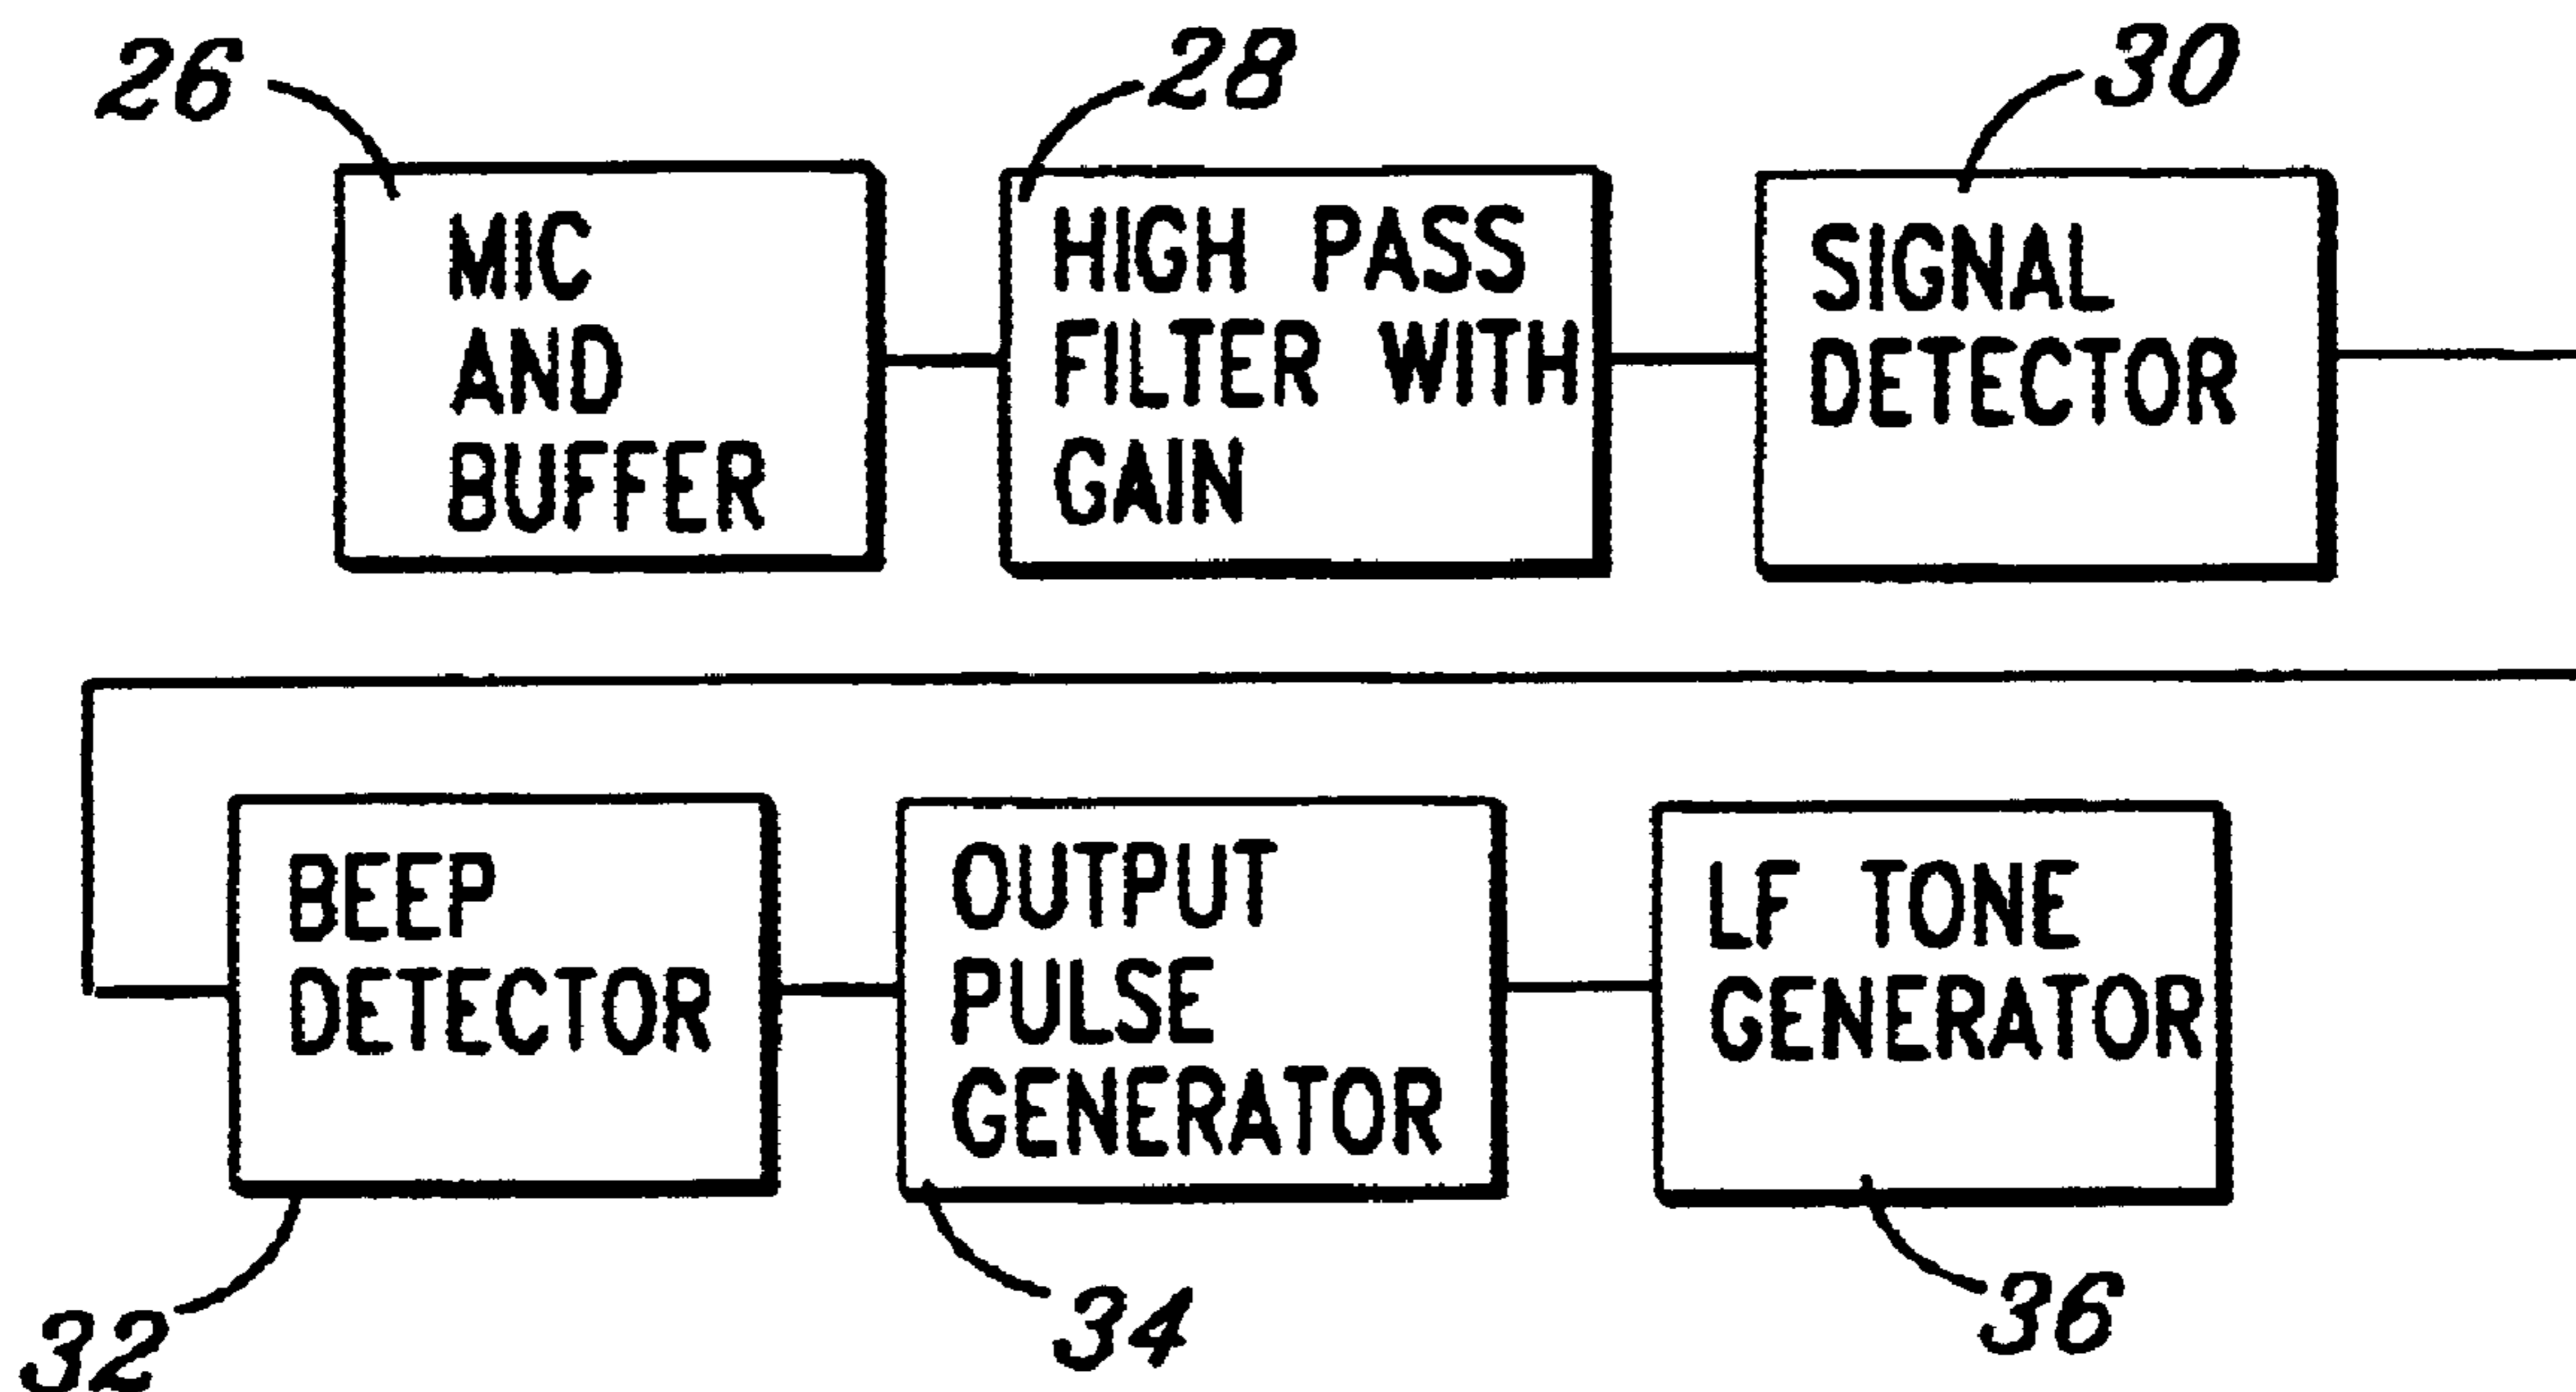 26
28
30
MIC
AND
BUFFER
HIGH PASS
FILTER WITH
GAIN
SIGNAL
DETECTOR
BEEP
DETECTOR
OUTPUT
PULSE
GENERATOR
LF TONE
GENERATOR
32
34
36